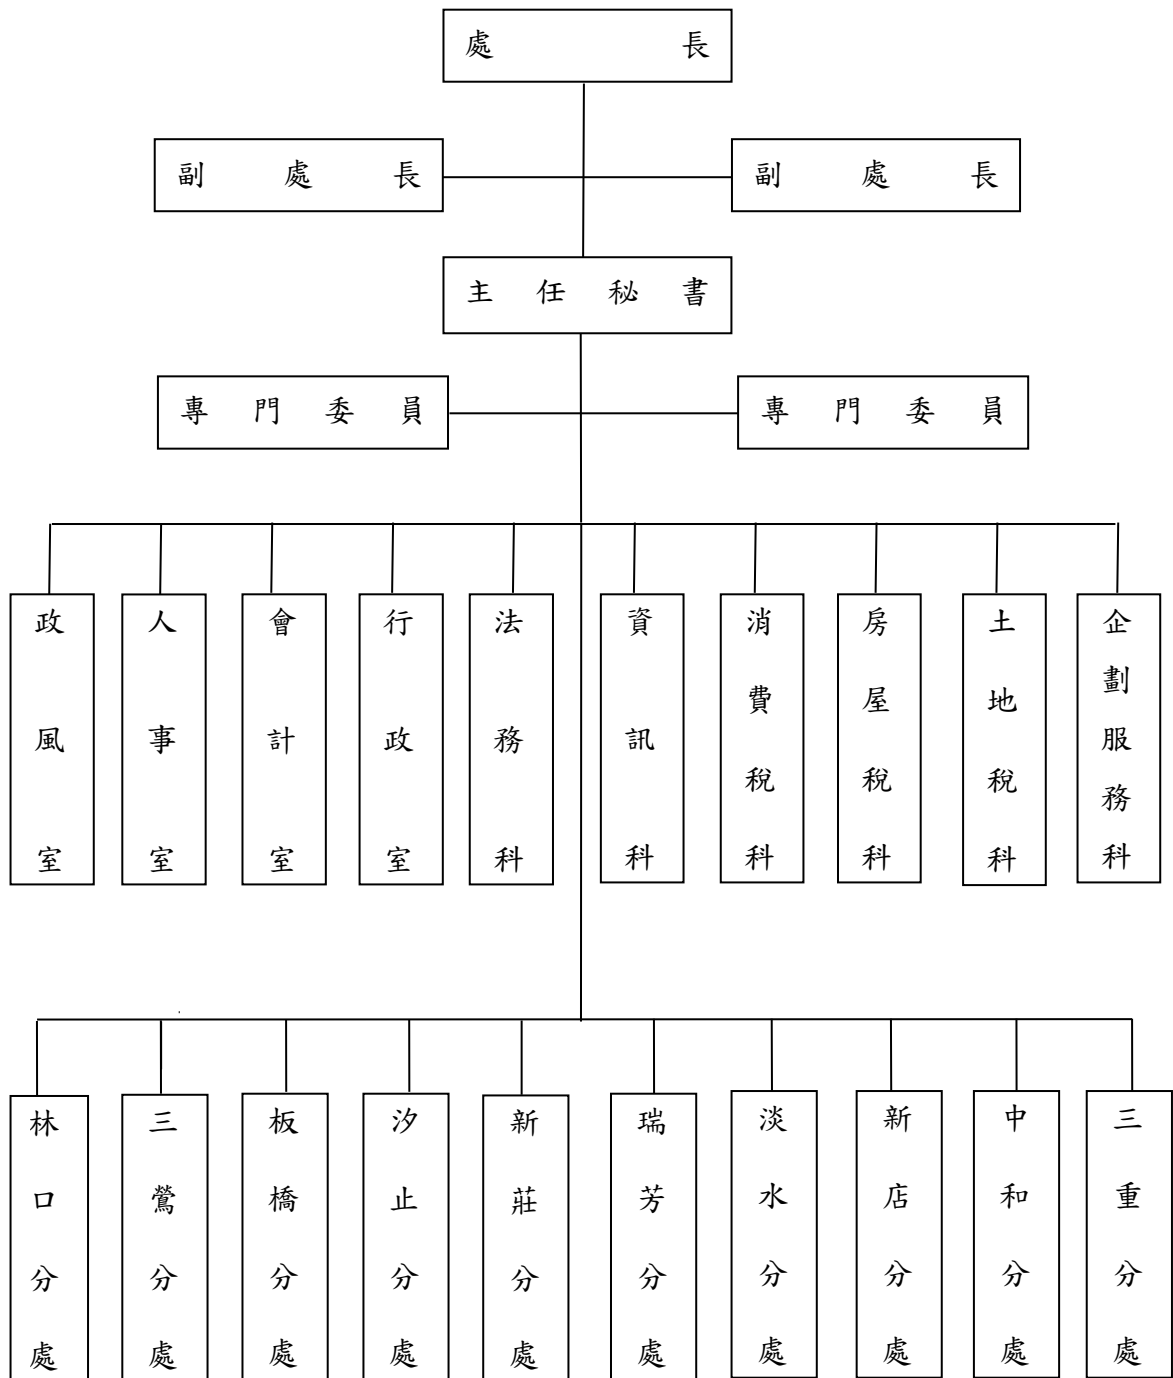 處長
副處長
副處長
主任秘書
專門委員
專門委員
政風室
人事室
會計室
行政室
法務科
資訊科
消費稅科
房屋稅科
土地稅科
企劃服務科
林口分處
三鶯分處
板橋分處
汐止分處
新莊分處
瑞芳分處
淡水分處
新店分處
中和分處
三重分處